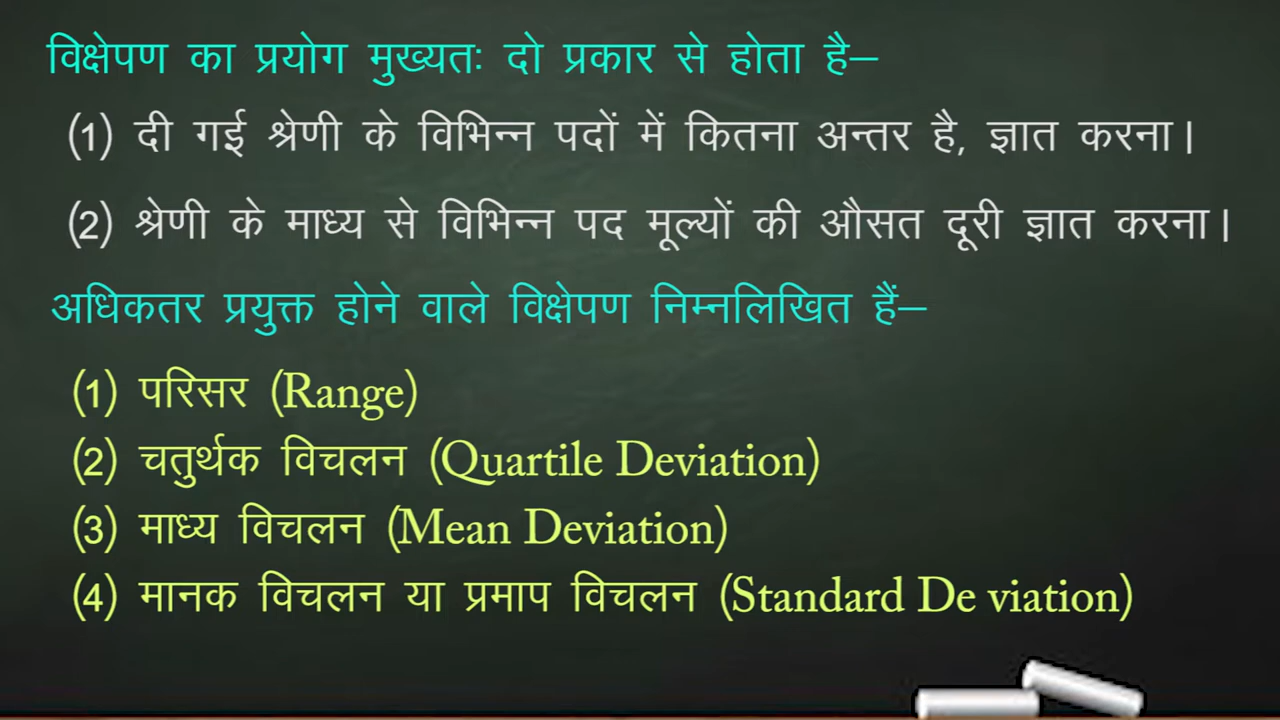 विक्षेपण का प्रयोग मुख्यतः दो प्रकार से होता है–
(1) दी गई श्रेणी के विभिन्न पदों में कितना अन्तर है, ज्ञात करना।
(2) श्रेणी के माध्य से विभिन्न पद मूल्यों की औसत दूरी ज्ञात करना।
अधिकतर प्रयुक्त होने वाले विक्षेपण निम्नलिखित हैं–
(1) परिसर (Range)
(2) चतुर्थक विचलन (Quartile Deviation)
(3) माध्य विचलन (Mean Deviation)
(4) मानक विचलन या प्रमाप विचलन (Standard De viation)